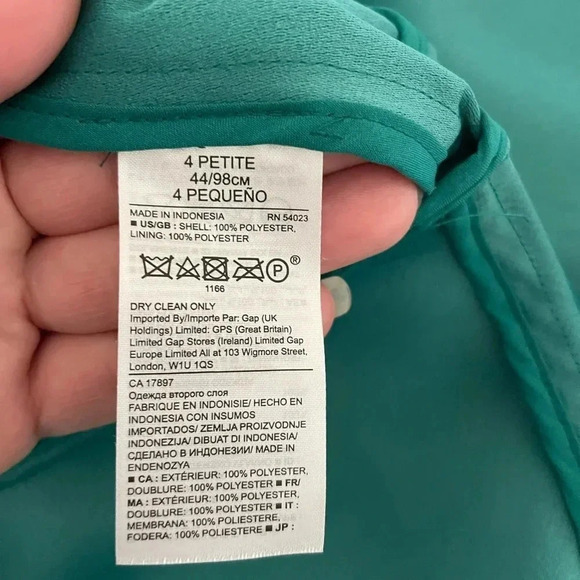 4 PETITE
44/98CM
4 PEQUEÑO
MADE IN INDONESIA RN 54023
■ US/GB : SHELL: 100% POLYESTER,
LINING: 100% POLYESTER
P ®
1166
DRY CLEAN ONLY
Imported By/Importe Par: Gap (UK
Holdings) Limited: GPS (Great Britain)
Limited Gap Stores (Ireland) Limited Gap
Europe Limited All at 103 Wigmore Street,
London, W1U 1QS
CA 17897
Одежда второго слоя
FABRIQUE EN INDONISIE/ HECHO EN
INDONESIA CON INSUMOS
IMPORTADOS/ ZEMLJA PROIZVODNJE
INDONEZIJA/ DIBUAT DI INDONESIA/
СДЕЛАНО В ИНДОНЕЗИИ/ MADE IN
ENDENOZYA
■ CA : EXTÉRIEUR: 100% POLYESTER,
DOUBLURE: 100% POLYESTER ■ FR/
MA : EXTÉRIEUR: 100% POLYESTER,
DOUBLURE: 100% POLYESTER ■ IT :
MEMBRANA: 100% POLIESTERE,
FODERA: 100% POLIESTERE ■ JP :